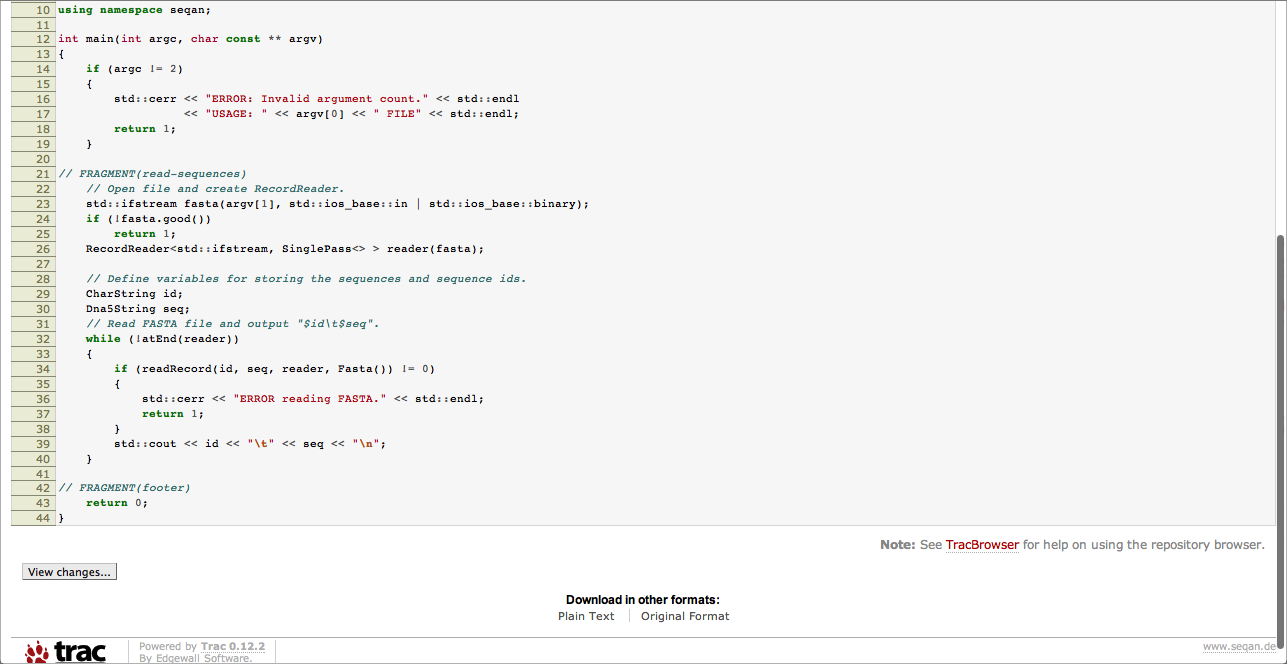 10 using namespace seqan;
11
12 int main(int argc, char const ** argv)
13 {
14     if (argc != 2)
15     {
16         std::cerr << "ERROR: Invalid argument count." << std::endl
17                   << "USAGE: " << argv[0] << " FILE" << std::endl;
18         return 1;
19     }
20
21 // FRAGMENT(read-sequences)
22     // Open file and create RecordReader.
23     std::ifstream fasta(argv[1], std::ios_base::in | std::ios_base::binary);
24     if (!fasta.good())
25         return 1;
26     RecordReader<std::ifstream, SinglePass<> > reader(fasta);
27
28     // Define variables for storing the sequences and sequence ids.
29     CharString id;
30     Dna5String seq;
31     // Read FASTA file and output "$id\t$seq".
32     while (!atEnd(reader))
33     {
34         if (readRecord(id, seq, reader, Fasta()) != 0)
35         {
36             std::cerr << "ERROR reading FASTA." << std::endl;
37             return 1;
38         }
39         std::cout << id << "\t" << seq << "\n";
40     }
41
42 // FRAGMENT(footer)
43     return 0;
44 }
Note: See TracBrowser for help on using the repository browser.
View changes...
Download in other formats:
Plain Text Original Format
trac
Powered by Trac 0.12.2
By Edgewall Software.
www.seqan.de